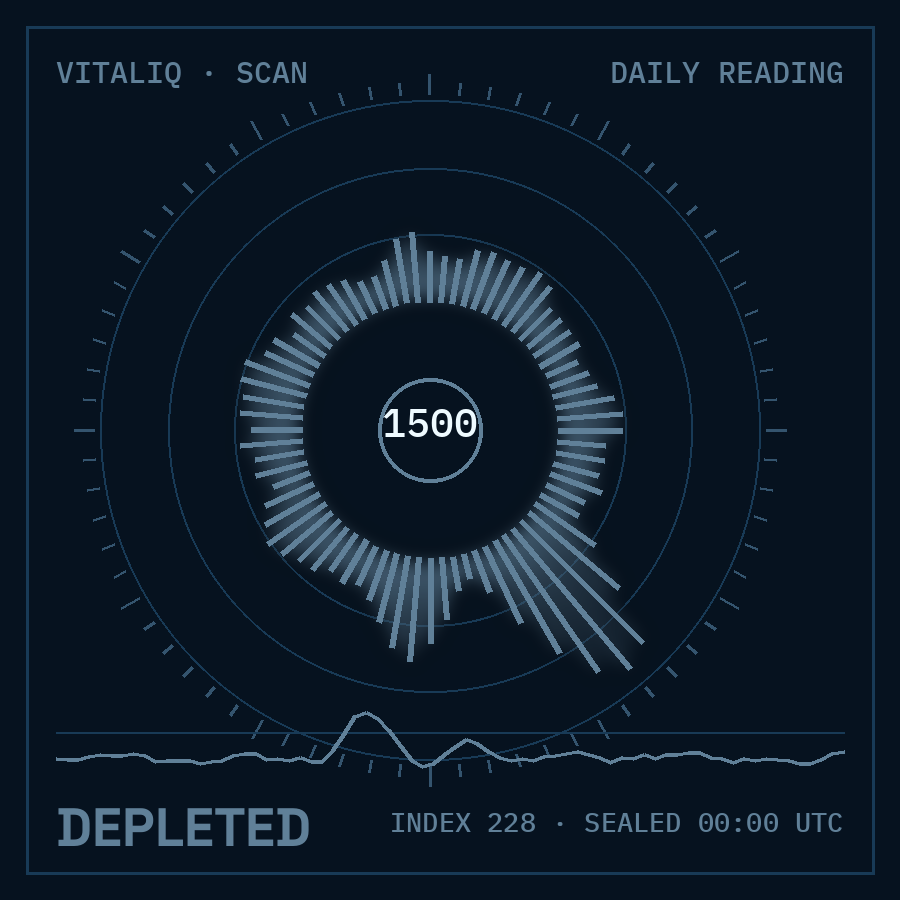 VITALIQ · SCAN
DAILY READING
1500
DEPLETED
INDEX 228 · SEALED 00:00 UTC